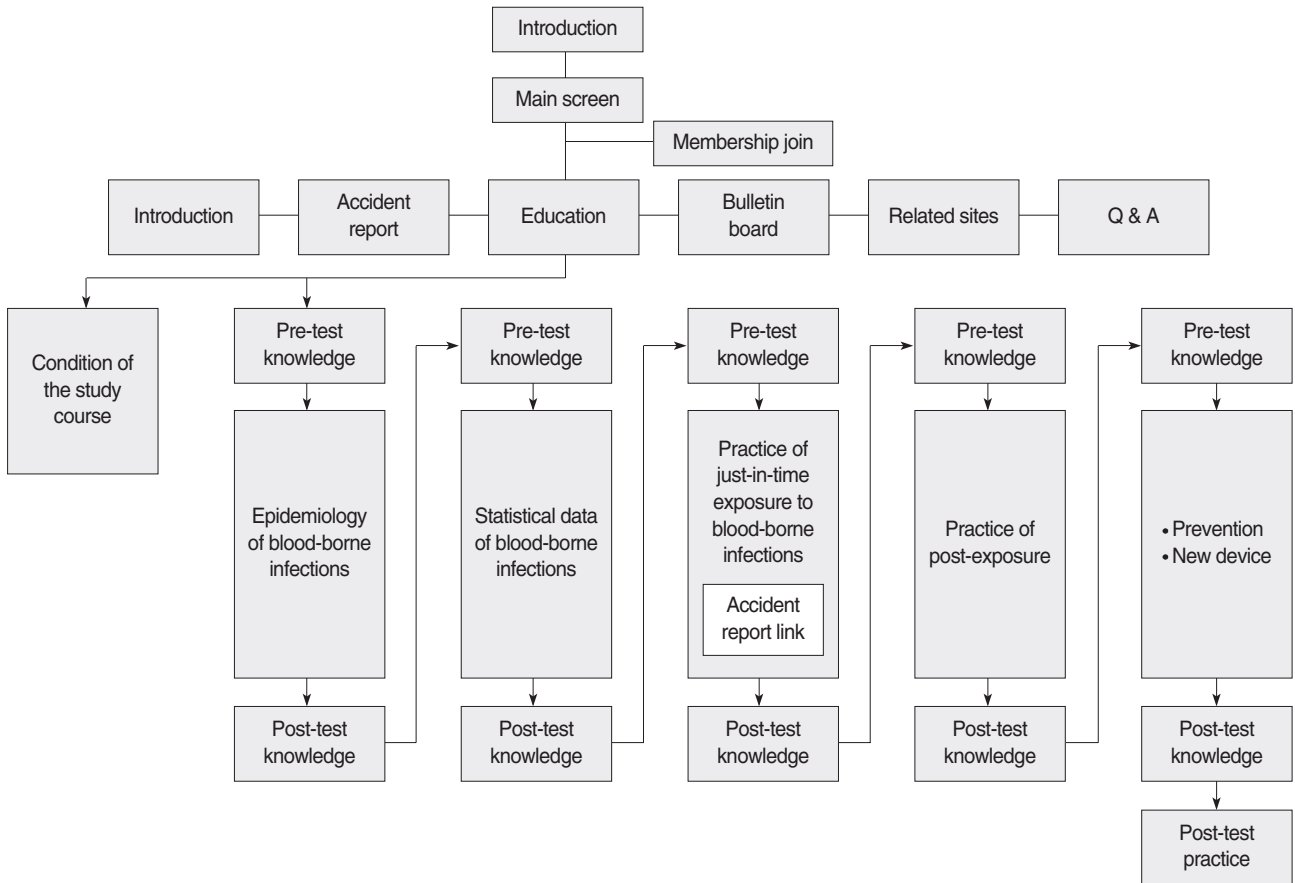 Introduction
Main screen
Membership join
Introduction
Accident
report
Education
Bulletin
board
Related sites
Q & A
Condition of
the study
course
Pre-test
knowledge
Epidemiology
of blood-borne
infections
Post-test
knowledge
Pre-test
knowledge
Statistical data
of blood-borne
infections
Post-test
knowledge
Pre-test
knowledge
Practice of
just-in-time
exposure to
blood-borne
infections
Accident
report link
Post-test
knowledge
Pre-test
knowledge
Practice of
post-exposure
Post-test
knowledge
Pre-test
knowledge
• Prevention
• New device
Post-test
knowledge
Post-test
practice